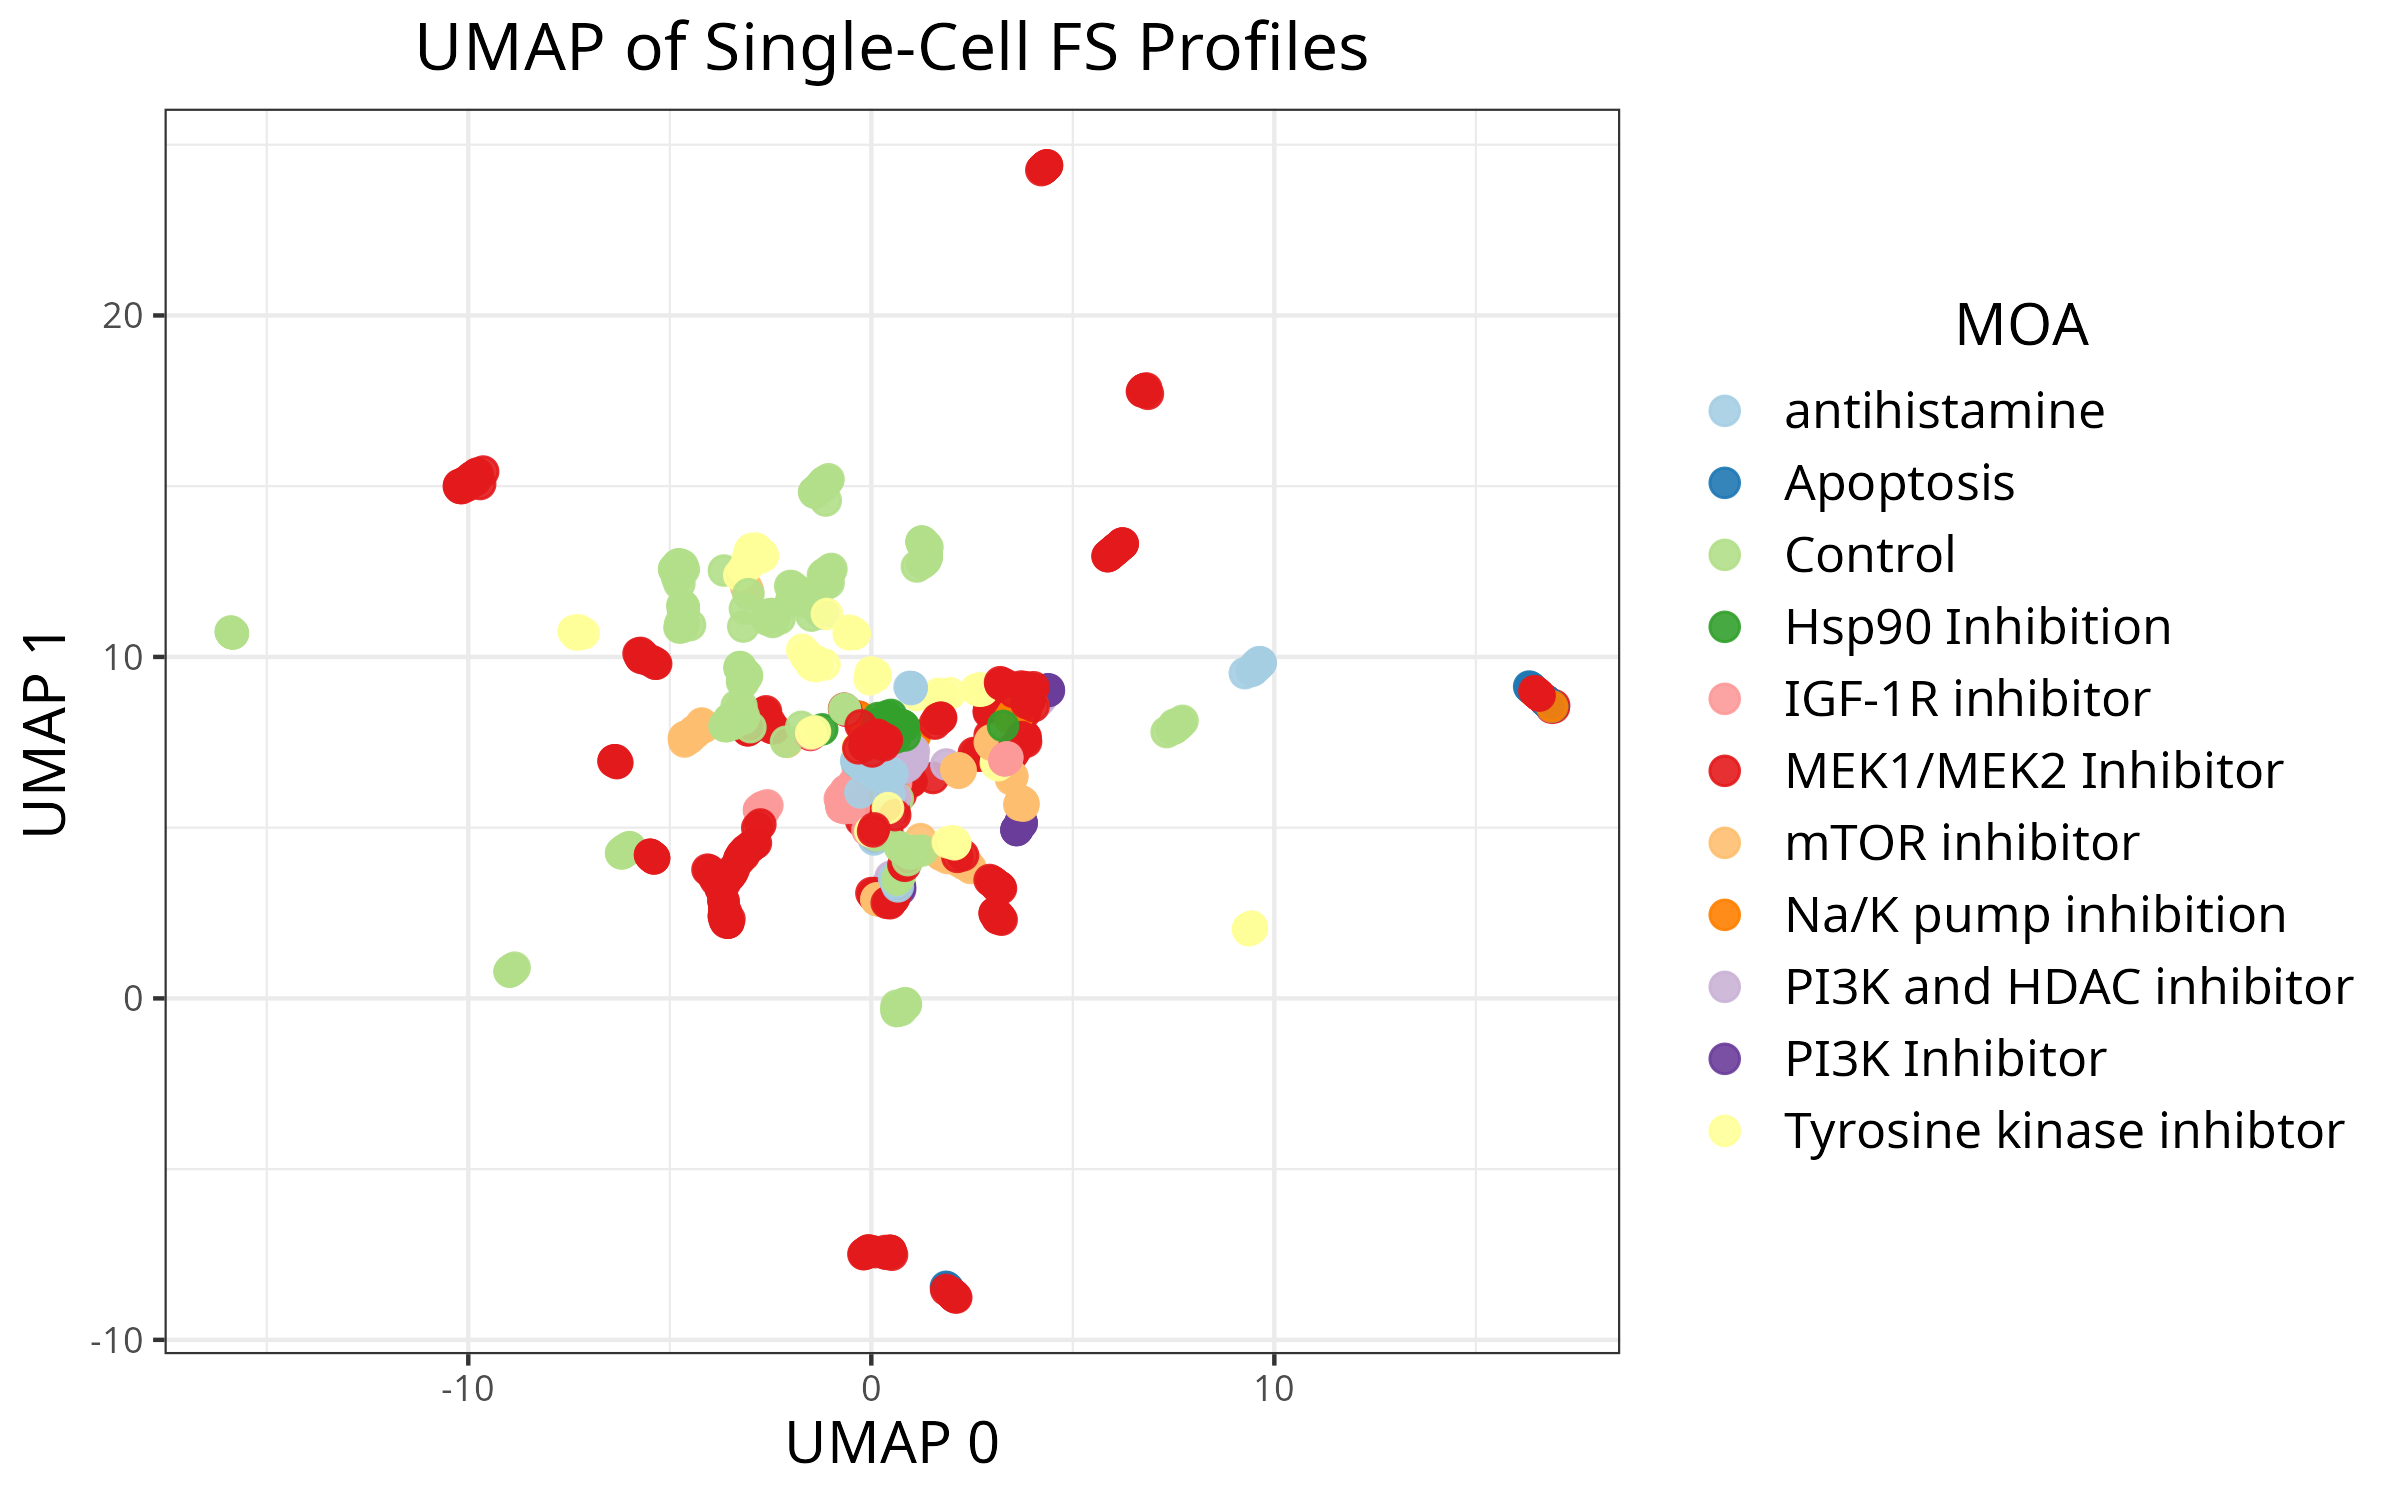 UMAP of Single-Cell FS Profiles
UMAP 1
20
10
0
-10
-10
0
10
UMAP 0
MOA
antihistamine
Apoptosis
Control
Hsp90 Inhibition
IGF-1R inhibitor
MEK1/MEK2 Inhibitor
mTOR inhibitor
Na/K pump inhibition
PI3K and HDAC inhibitor
PI3K Inhibitor
Tyrosine kinase inhibtor